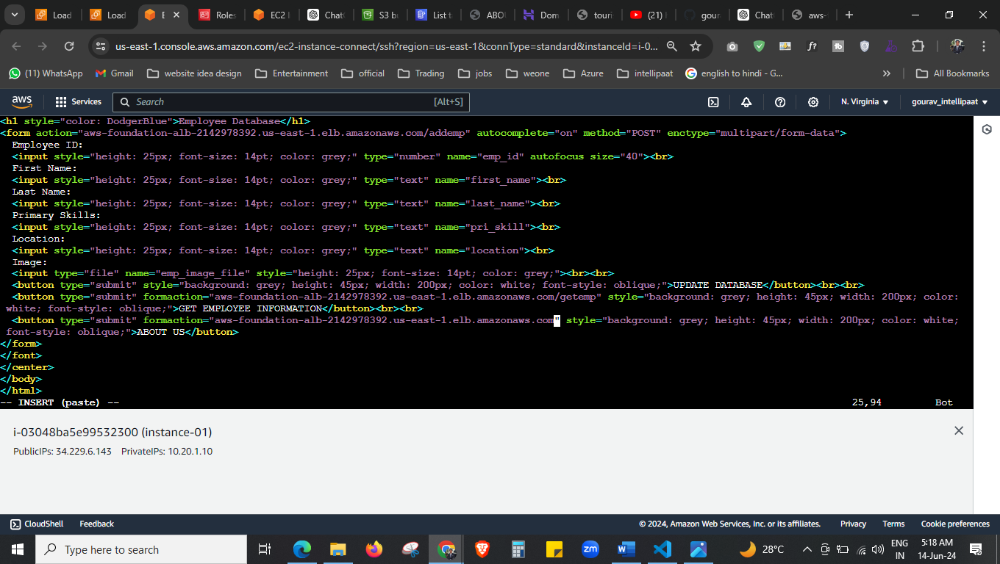 Load
Load
E
Roles
EC2 I
ChatC
S3 bu
List t
ABOU
Dom
touri
(21) I
gour
Chat
aws-
us-east-1.console.aws.amazon.com/ec2-instance-connect/ssh?region=us-east-1&connType=standard&instanceId=i-0...
(11) WhatsApp
Gmail
website idea design
Entertainment
official
Trading
jobs
weone
Azure
intellipaat
english to hindi - G...
All Bookmarks
aws
Services
Search
[Alt+S]
N. Virginia
gourav_intellipaat
<h1 style="color: DodgerBlue">Employee Database</h1>
<form action="aws-foundation-alb-2142978392.us-east-1.elb.amazonaws.com/addemp" autocomplete="on" method="POST" enctype="multipart/form-data">
Employee ID:
<input style="height: 25px; font-size: 14pt; color: grey;" type="number" name="emp_id" autofocus size="40"><br>
First Name:
<input style="height: 25px; font-size: 14pt; color: grey;" type="text" name="first_name"><br>
Last Name:
<input style="height: 25px; font-size: 14pt; color: grey;" type="text" name="last_name"><br>
Primary Skills:
<input style="height: 25px; font-size: 14pt; color: grey;" type="text" name="pri_skill"><br>
Location:
<input style="height: 25px; font-size: 14pt; color: grey;" type="text" name="location"><br>
Image:
<input type="file" name="emp_image_file" style="height: 25px; font-size: 14pt; color: grey;"><br><br>
<button type="submit" style="background: grey; height: 45px; width: 200px; color: white; font-style: oblique;">UPDATE DATABASE</button><br><br>
<button type="submit" formaction="aws-foundation-alb-2142978392.us-east-1.elb.amazonaws.com/getemp" style="background: grey; height: 45px; width: 200px; color:
white; font-style: oblique;">GET EMPLOYEE INFORMATION</button><br><br>
<button type="submit" formaction="aws-foundation-alb-2142978392.us-east-1.elb.amazonaws.com" style="background: grey; height: 45px; width: 200px; color: white;
font-style: oblique;">ABOUT US</button>
</form>
</font>
</center>
</body>
</html>
-- INSERT (paste) --
25,94
Bot
i-03048ba5e99532300 (instance-01)
PublicIPs: 34.229.6.143 PrivateIPs: 10.20.1.10
CloudShell
Feedback
© 2024, Amazon Web Services, Inc. or its affiliates.
Privacy
Terms
Cookie preferences
Type here to search
zm
28°C
ENG
IN
5:18 AM
14-Jun-24